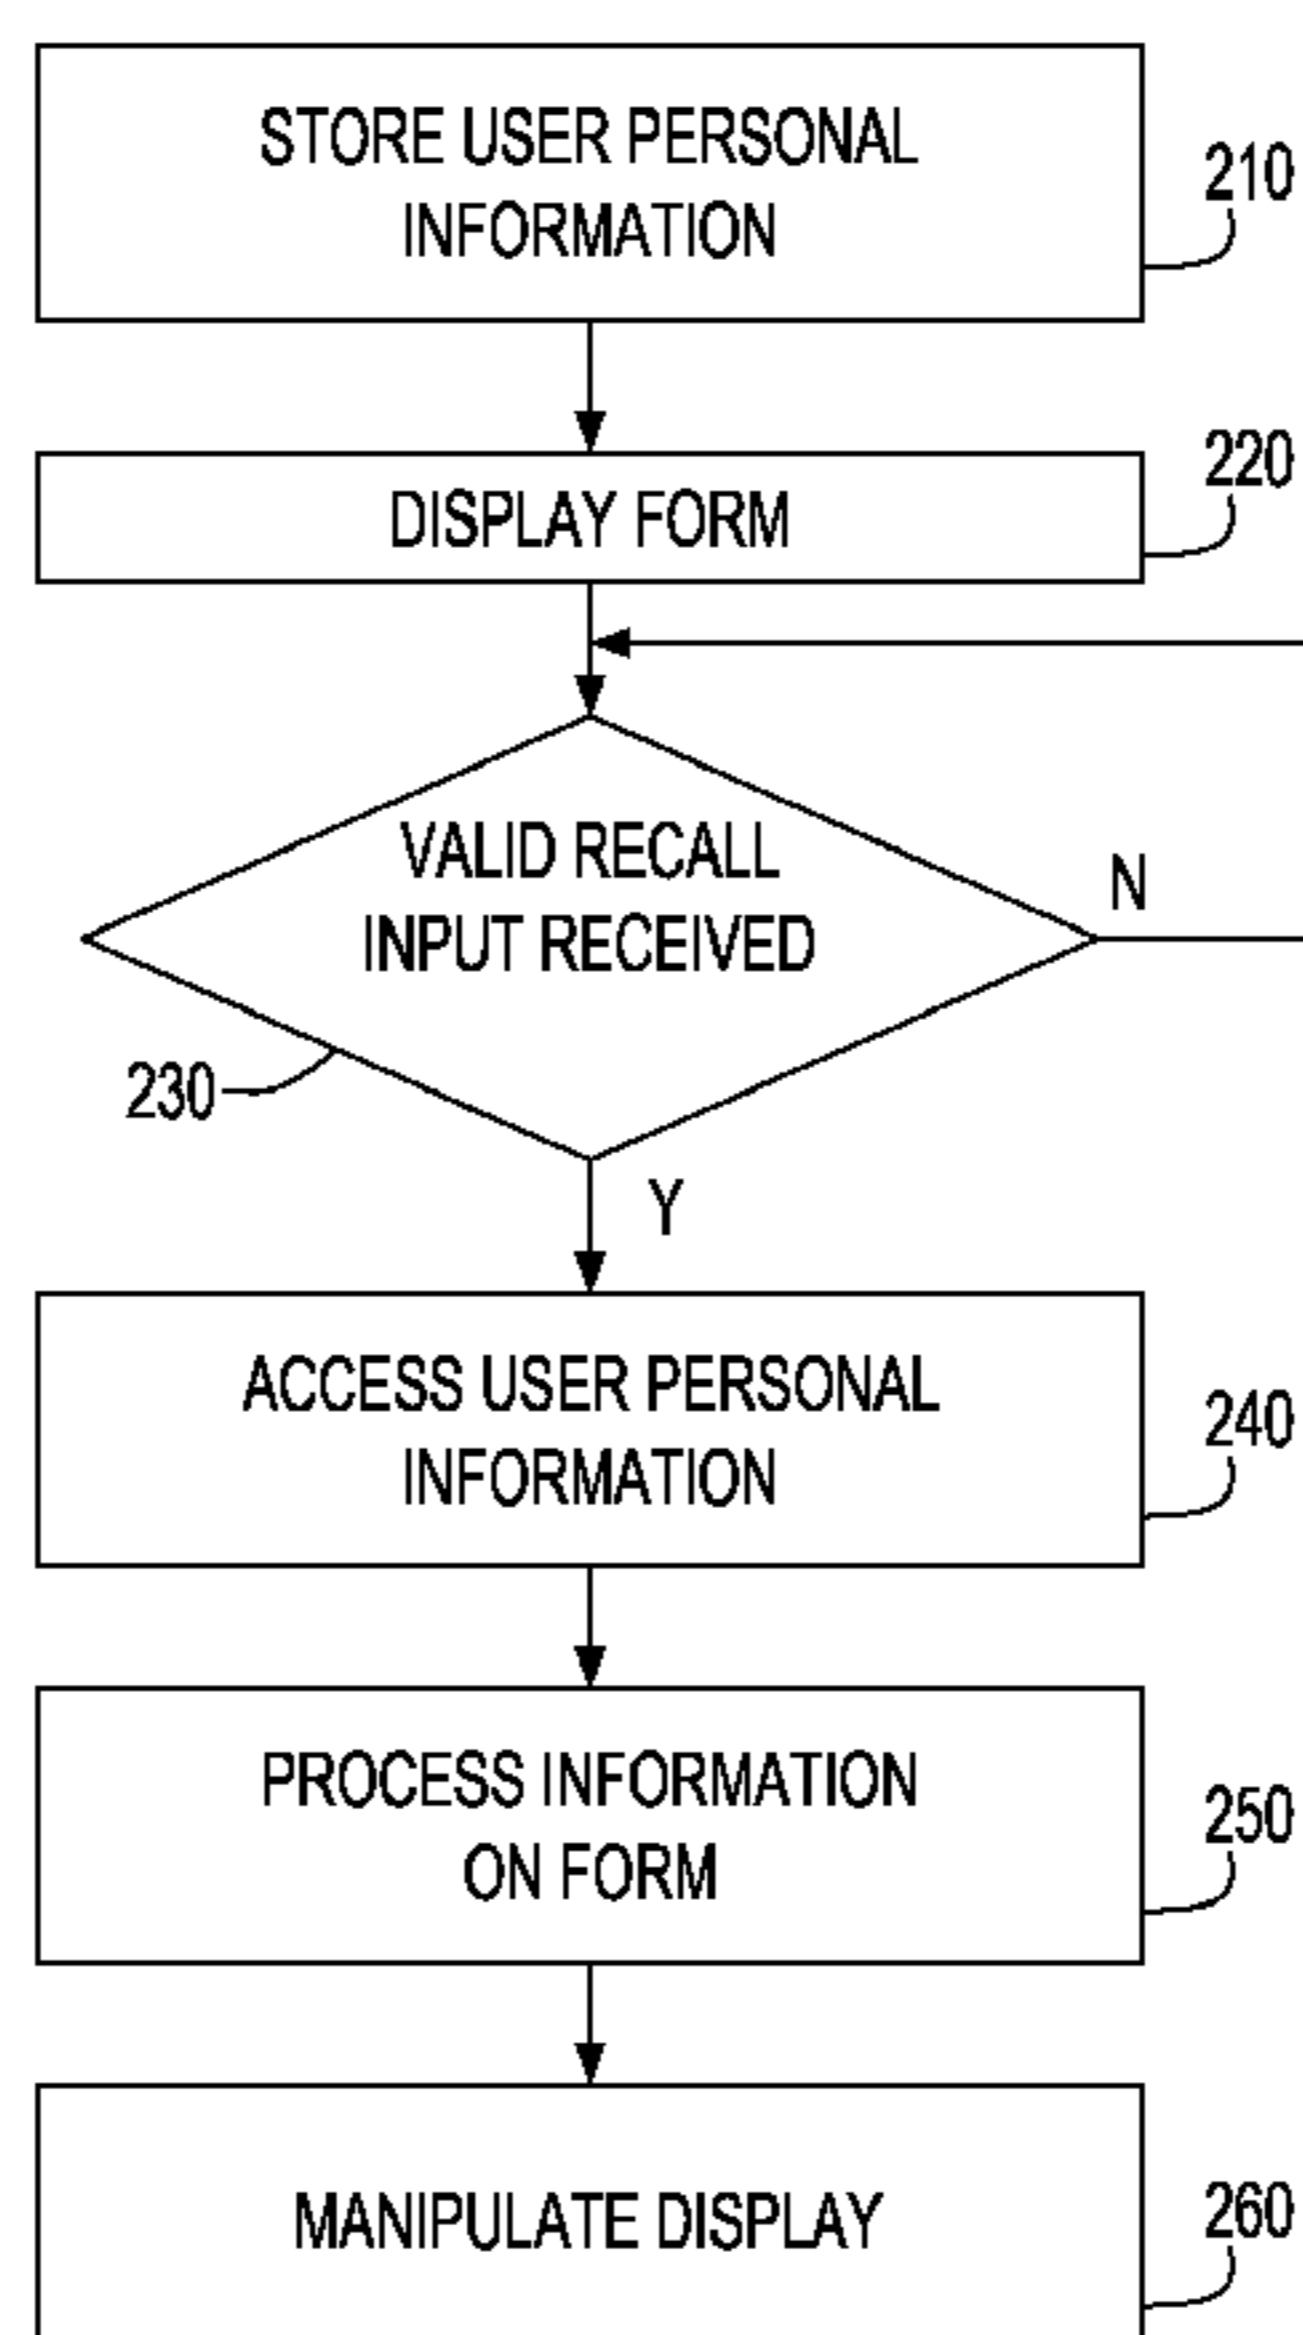 STORE USER PERSONAL
INFORMATION
210
DISPLAY FORM
220
VALID RECALL
INPUT RECEIVED
N
230
Y
ACCESS USER PERSONAL
INFORMATION
240
PROCESS INFORMATION
ON FORM
250
MANIPULATE DISPLAY
260